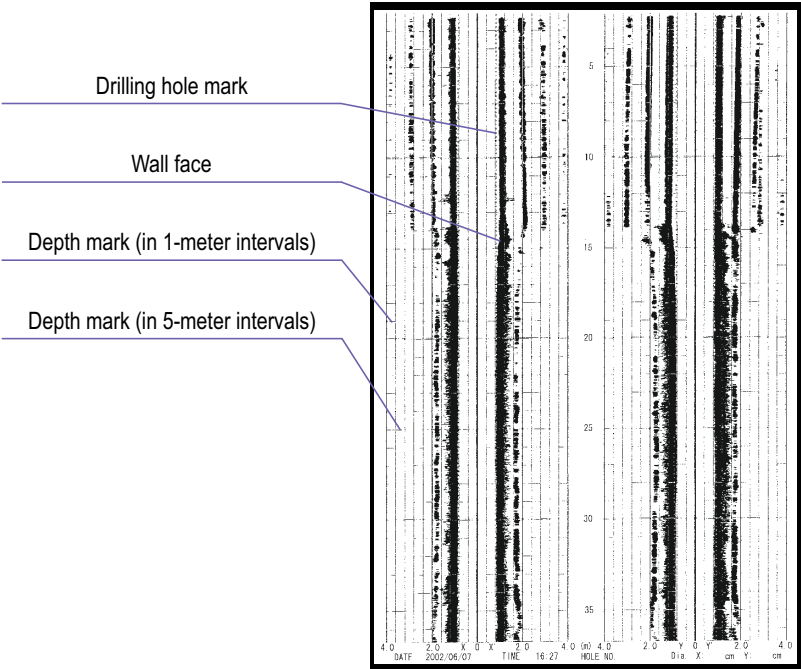 Drilling hole mark
Wall face
Depth mark (in 1-meter intervals)
Depth mark (in 5-meter intervals)
5
10
15
20
25
30
35
4.0 2.0 X 0 X' 2.0 4.0 (m) 4.0 2.0 Y 0 Y' 2.0 4.0
DATE 2002/06/07 TIME 16:27 HOLE NO. Dia. X: cm Y: cm